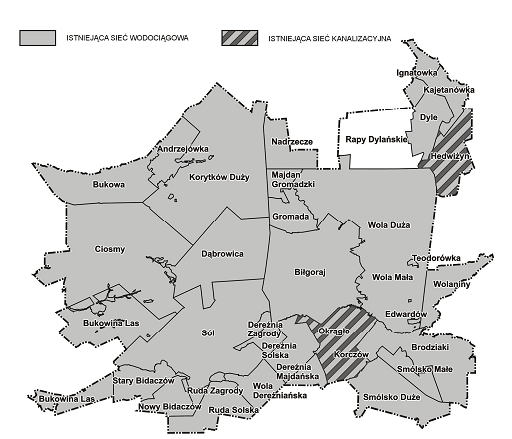 ISTNIEJĄCA SIEĆ WODOCIĄGOWA
ISTNIEJĄCA SIEĆ KANALIZACYJNA
Ignatówka
Kajetanówka
Dyle
Rapy Dylańskie
Hedwiżyn
Nadrzecze
Andrzejówka
Korytków Duży
Majdan
Gromadzki
Bukowa
Gromada
Wola Duża
Ciosmy
Dąbrowica
Teodorówka
Biłgoraj
Wola Mała
Wolaniny
Edwardów
Bukowina Las
Sól
Dereźnia
Zagrody
Okrągłe
Dereźnia
Solska
Korczów
Brodziaki
Dereźnia
Majdańska
Smólsko Małe
Stary Bidaczów
Ruda Zagrody
Wola
Dereźniańska
Bukowina Las
Nowy Bidaczów
Ruda Solska
Smólsko Duże